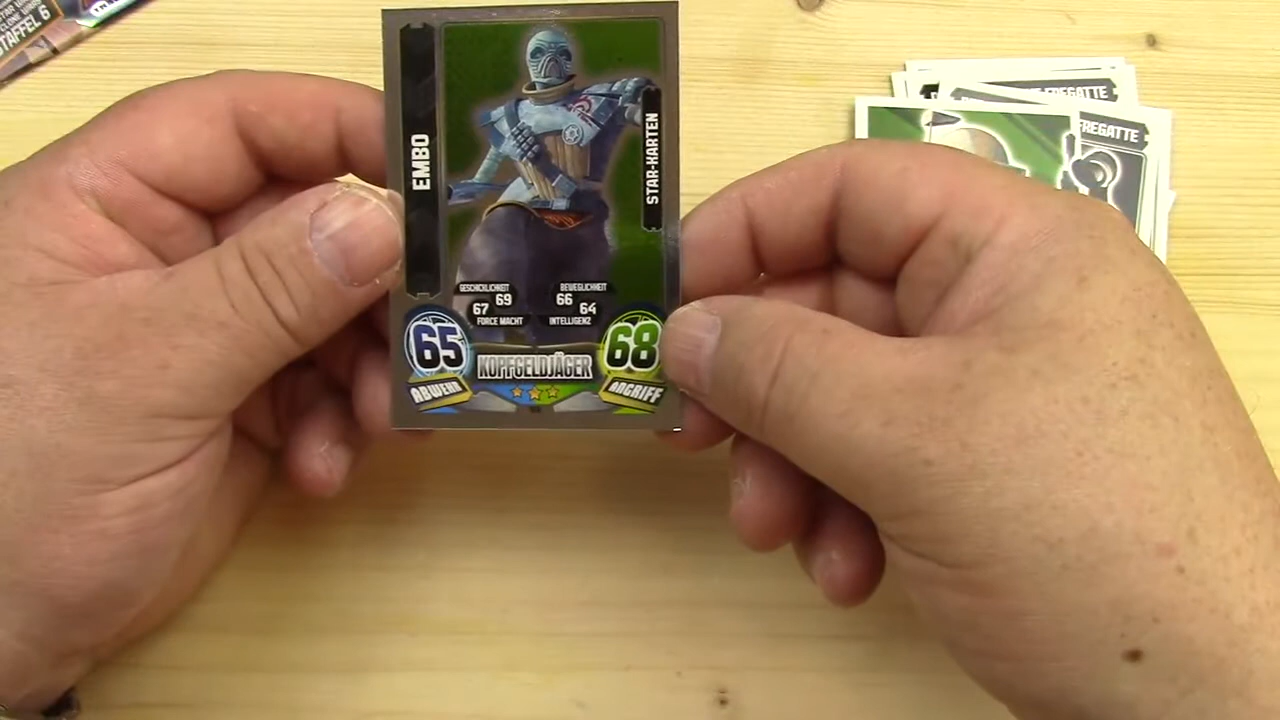 STAFFEL 6
EMBO
STAR-KARTEN
GESCHICKLICHKEIT
69
BEWEGLICHKEIT
66
67
FORCE MACHT
64
INTELLIGENZ
65
ABWEHR
KOPFGELDJÄGER
68
ANGRIFF
FREGATTE
FREGATTE